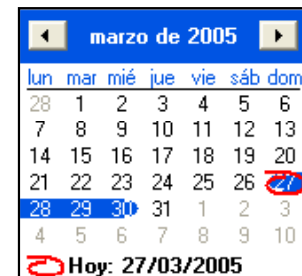 marzo de 2005
lun mar mié jue vie sáb dom
28 1 2 3 4 5 6
7 8 9 10 11 12 13
14 15 16 17 18 19 20
21 22 23 24 25 26 27
28 29 30 31 1 2 3
4 5 6 7 8 9 10
Hoy: 27/03/2005